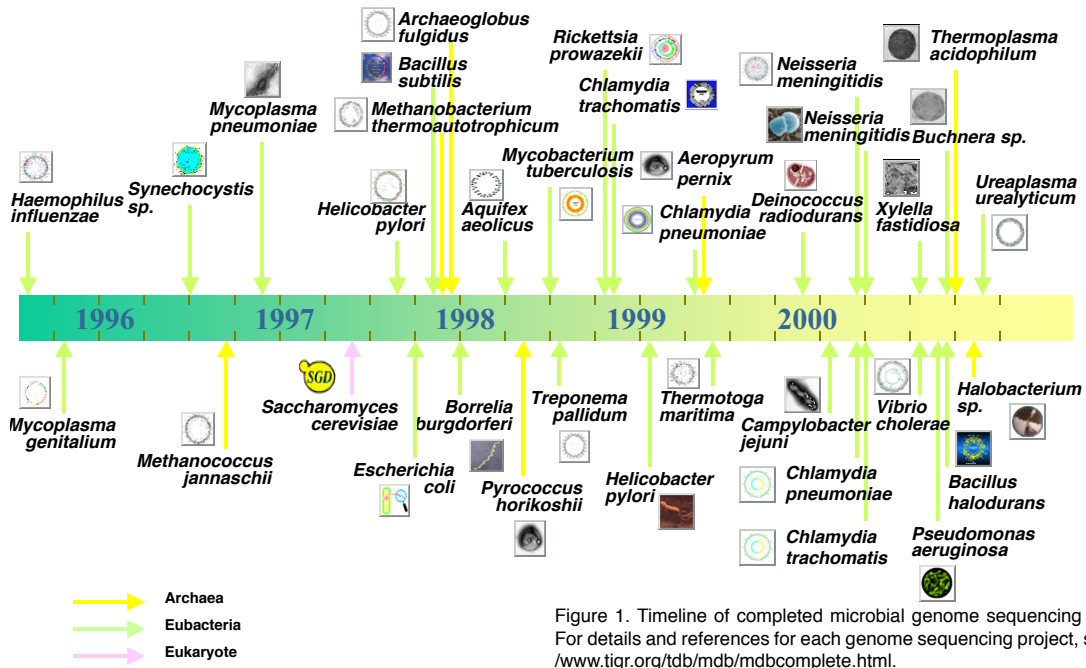 Archaeoglobus
fulgidus
Bacillus
subtilis
Methanobacterium
thermoautotrophicum
Mycoplasma
pneumoniae
Synechocystis
sp.
Haemophilus
influenzae
Helicobacter
pylori
Aquifex
aeolicus
Mycobacterium
tuberculosis
Rickettsia
prowazekii
Chlamydia
trachomatis
Aeropyrum
pernix
Chlamydia
pneumoniae
Neisseria
meningitidis
Neisseria
meningitidis
Deinococcus
radiodurans
Thermoplasma
acidophilum
Buchnera sp.
Xylella
fastidiosa
Ureaplasma
urealyticum
1996 1997 1998 1999 2000
Mycoplasma
genitalium
Methanococcus
jannaschii
SGD
Saccharomyces
cerevisiae
Escherichia
coli
Borrelia
burgdorferi
Pyrococcus
horikoshii
Treponema
pallidum
Helicobacter
pylori
Thermotoga
maritima
Campylobacter
jejuni
Chlamydia
pneumoniae
Chlamydia
trachomatis
Vibrio
cholerae
Pseudomonas
aeruginosa
Bacillus
halodurans
Halobacterium
sp.
Archaea
Eubacteria
Eukaryote
Figure 1. Timeline of completed microbial genome sequencing
For details and references for each genome sequencing project, s
/www.tigr.org/tdb/mdb/mdbcomplete.html.